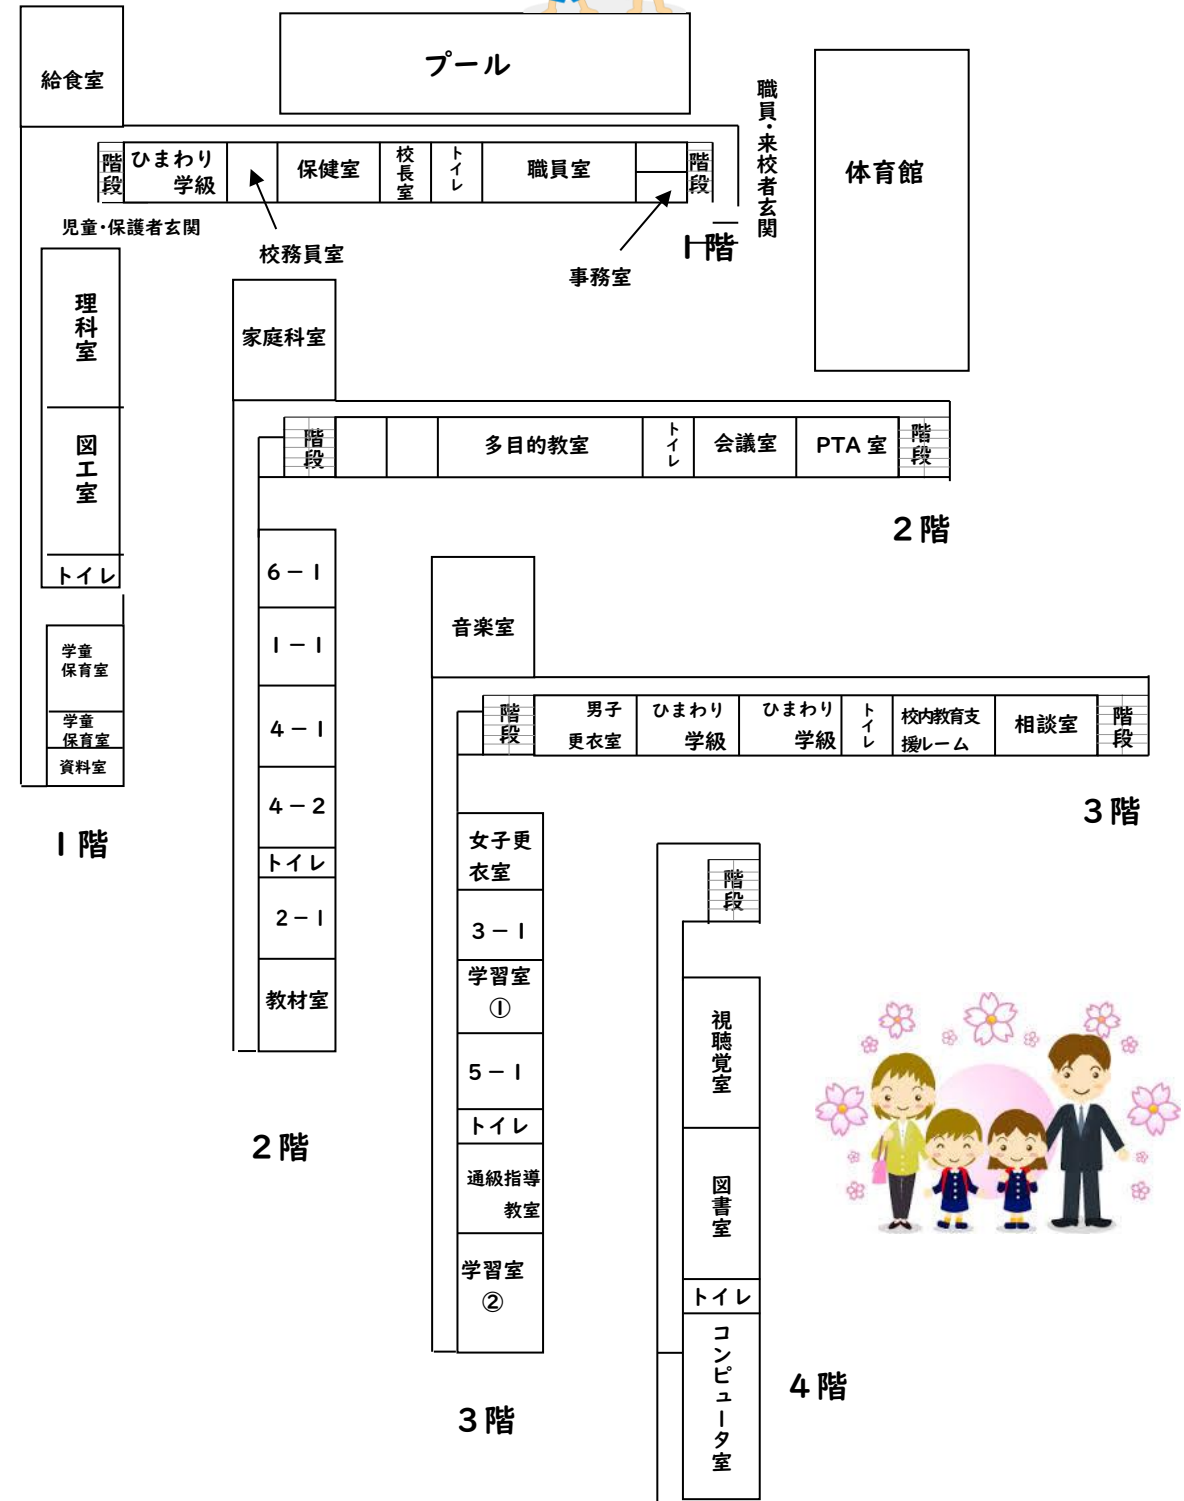 給食室
プール
職員・来校者玄関
体育館
階段
ひまわり
学級
保健室
校長室
トイレ
職員室
階段
児童・保護者玄関
校務員室
事務室
1階
理科室
図工室
トイレ
学童
保育室
学童
保育室
資料室
1階
家庭科室
階段
多目的教室
トイレ
会議室
PTA室
階段
2階
6－1
1－1
4－1
4－2
トイレ
2－1
教材室
2階
音楽室
階段
男子
更衣室
ひまわり
学級
ひまわり
学級
トイレ
校内教育支
援ルーム
相談室
階段
3階
女子更
衣室
3－1
学習室
①
5－1
トイレ
通級指導
教室
学習室
②
3階
階段
視聴覚室
図書室
トイレ
コンピュータ室
4階